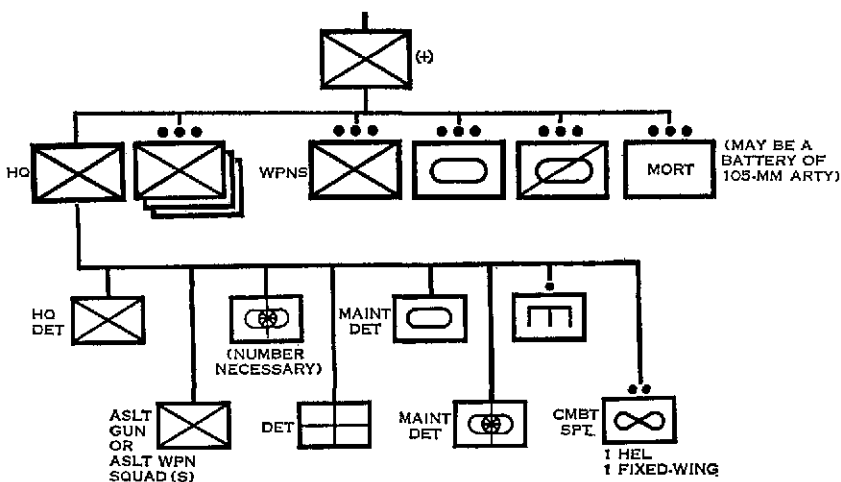 (+)
HQ
WPNS
MORT
(MAY BE A
BATTERY OF
105-MM ARTY)
HQ
DET
(NUMBER
NECESSARY)
MAINT
DET
ASLT
GUN
OR
ASLT WPN
SQUAD (S)
DET
MAINT
DET
CMBT
SPT.
1 HEL
1 FIXED-WING